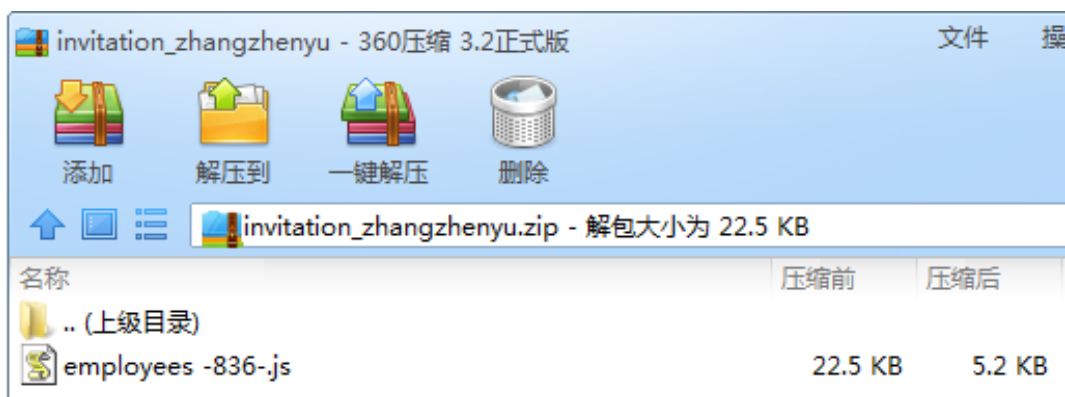 invitation_zhangzhenyu - 360压缩 3.2正式版 文件 操
添加 解压到 一键解压 删除
invitation_zhangzhenyu.zip - 解包大小为 22.5 KB
名称 压缩前 压缩后
.. (上级目录)
employees -836-.js 22.5 KB 5.2 KB